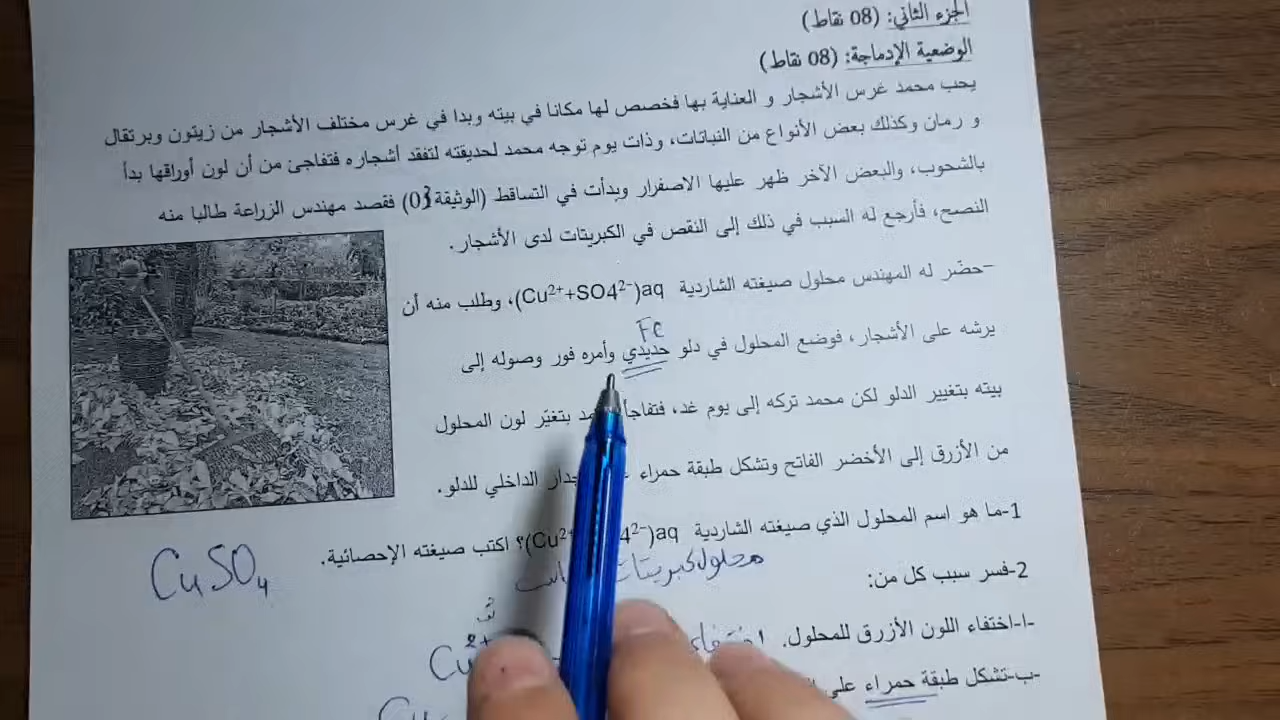 الجزء الثاني: (08 نقاط)
الوضعية الإدماجة: (08 نقاط)
يحب محمد غرس الأشجار و العناية بها فخصص لها مكانا في بيته وبدا في غرس مختلف الأشجار من زيتون وبرتقال
و رمان وكذلك بعض الأنواع من النباتات، وذات يوم توجه محمد لحديقته لتفقد أشجاره فتفاجئ من أن لون أوراقها بدأ
بالشحوب، والبعض الآخر ظهر عليها الاصفرار وبدأت في التساقط (الوثيقة 03) فقصد مهندس الزراعة طالبا منه
النصح، فأرجع له السبب في ذلك إلى النقص في الكبريتات لدى الأشجار.
-حضّر له المهندس محلول صيغته الشاردية (Cu²⁺+SO4²⁻)aq، وطلب منه أن
Fe
يرشه على الأشجار، فوضع المحلول في دلو حديدي وأمره فور وصوله إلى
بيته بتغيير الدلو لكن محمد تركه إلى يوم غد، فتفاجأ بتغيّر لون المحلول
من الأزرق إلى الأخضر الفاتح وتشكل طبقة حمراء الداخلي للدلو.
1-ما هو اسم المحلول الذي صيغته الشاردية (Cu²⁺ 4²⁻)aq؟ اكتب صيغته الإحصائية.
محلول كبريتات
CuSO₄
2-فسر سبب كل من:
-ا-اختفاء اللون الأزرق للمحلول. اختفاء
Cu²⁺
-ب-تشكل طبقة حمراء على